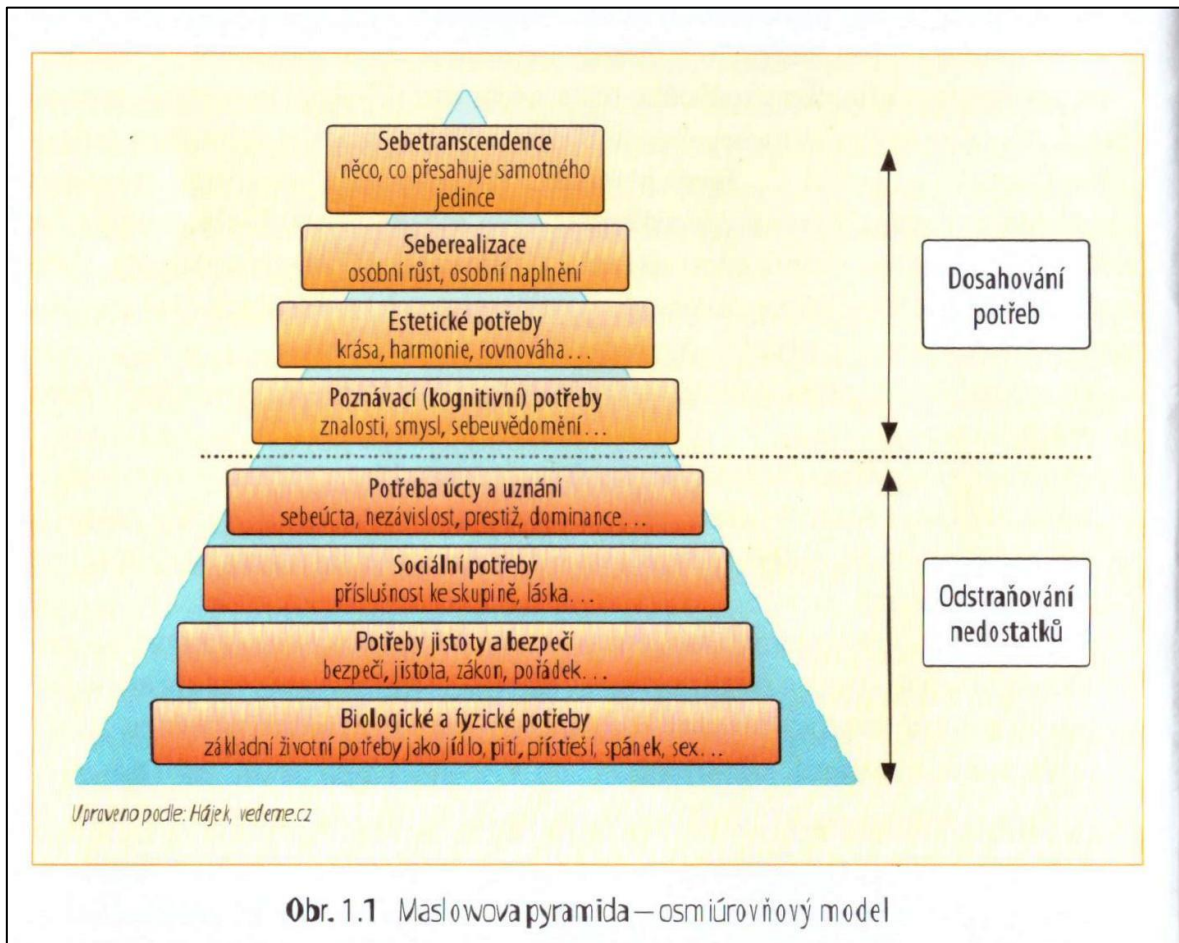 Sebetranscendence
něco, co přesahuje samotného
jedince
Seberealizace
osobní růst, osobní naplnění
Estetické potřeby
krása, harmonie, rovnováha…
Poznávací (kognitivní) potřeby
znalosti, smysl, sebeuvědomění…
Dosahování
potřeb
Potřeba úcty a uznání
sebeúcta, nezávislost, prestiž, dominance…
Sociální potřeby
příslušnost ke skupině, láska…
Potřeby jistoty a bezpečí
bezpečí, jistota, zákon, pořádek…
Biologické a fyzické potřeby
základní životní potřeby jako jídlo, pití, přístřeší, spánek, sex…
Odstraňování
nedostatků
Upraveno podle: Hájek, vedeme.cz
Obr. 1.1 Maslowova pyramida – osmiúrovňový model